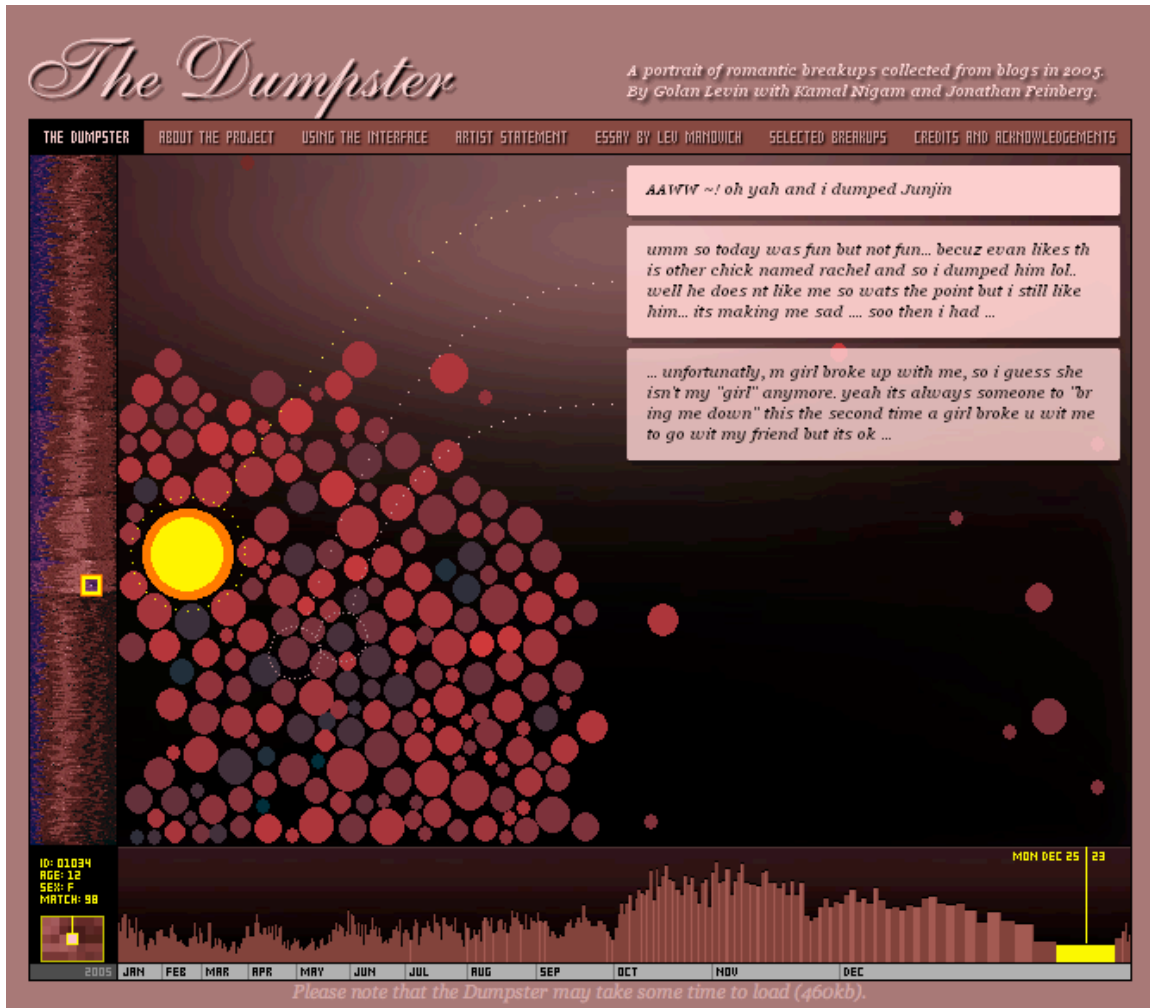 The Dumpster
A portrait of romantic breakups collected from blogs in 2005.
By Golan Levin with Kamal Nigam and Jonathan Feinberg.
THE DUMPSTER ABOUT THE PROJECT USING THE INTERFACE ARTIST STATEMENT ESSAY BY LEV MANOVICH SELECTED BREAKUPS CREDITS AND ACKNOWLEDGEMENTS
AAWW ~! oh yah and i dumped Junjin
umm so today was fun but not fun... becuz evan likes th
is other chick named rachel and so i dumped him lol..
well he does nt like me so wats the point but i still like
him... its making me sad .... soo then i had ...
... unfortunatly, m girl broke up with me, so i guess she
isn't my "girl" anymore. yeah its always someone to "br
ing me down" this the second time a girl broke u wit me
to go wit my friend but its ok ...
MON DEC 25 23
ID: 01034
AGE: 12
SEX: F
MATCH: 98
2005 JAN FEB MAR APR MAY JUN JUL AUG SEP OCT NOV DEC
Please note that the Dumpster may take some time to load (460kb).